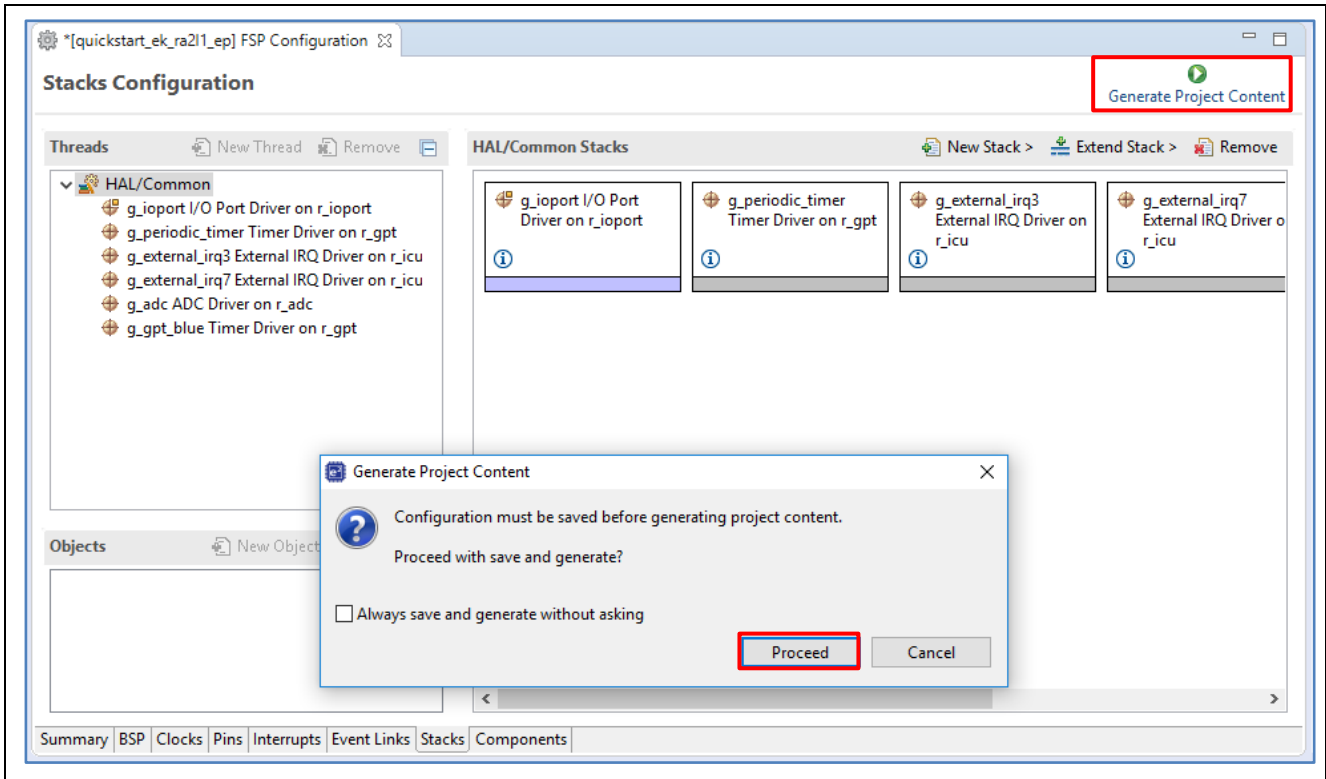 *[quickstart_ek_ra2l1_ep] FSP Configuration
Stacks Configuration
Generate Project Content
Threads
New Thread
Remove
HAL/Common Stacks
New Stack >
Extend Stack >
Remove
HAL/Common
g_ioport I/O Port Driver on r_ioport
g_periodic_timer Timer Driver on r_gpt
g_external_irq3 External IRQ Driver on r_icu
g_external_irq7 External IRQ Driver on r_icu
g_adc ADC Driver on r_adc
g_gpt_blue Timer Driver on r_gpt
g_ioport I/O Port
Driver on r_ioport
g_periodic_timer
Timer Driver on r_gpt
g_external_irq3
External IRQ Driver on
r_icu
g_external_irq7
External IRQ Driver o
r_icu
Objects
New Object
Generate Project Content
Configuration must be saved before generating project content.
Proceed with save and generate?
Always save and generate without asking
Proceed
Cancel
Summary BSP Clocks Pins Interrupts Event Links Stacks Components